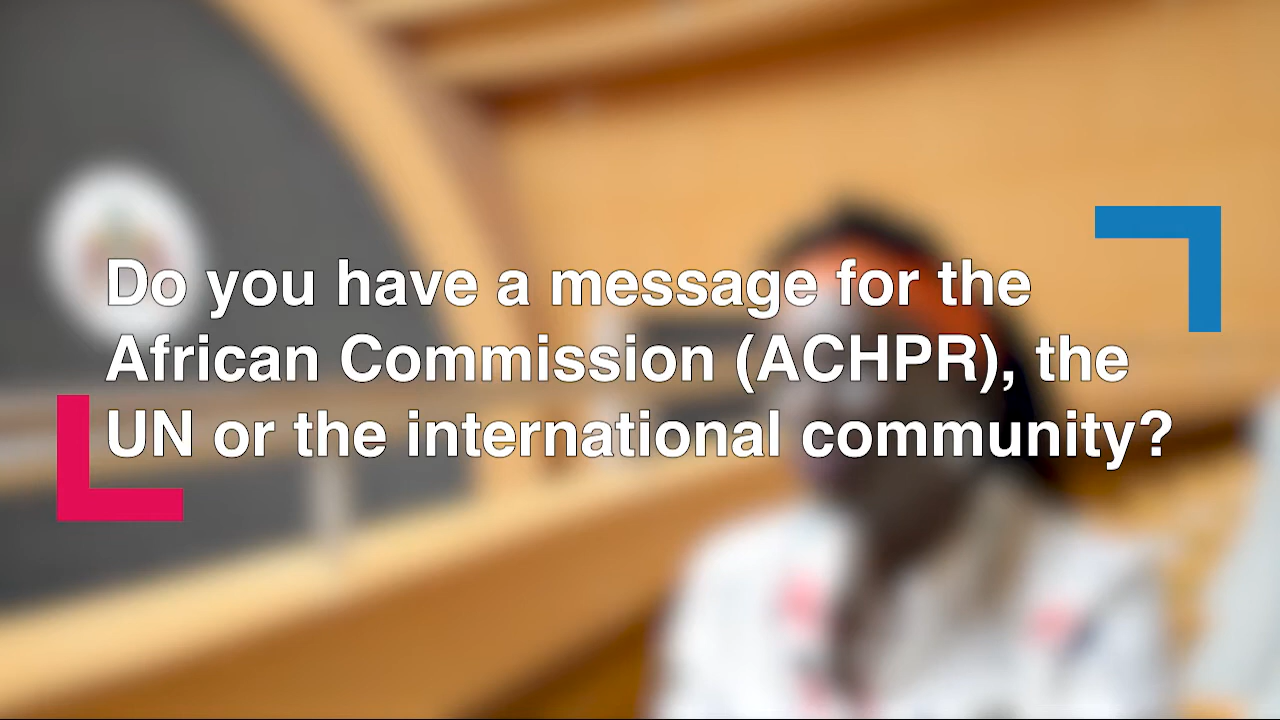 Do you have a message for the
African Commission (ACHPR), the
UN or the international community?